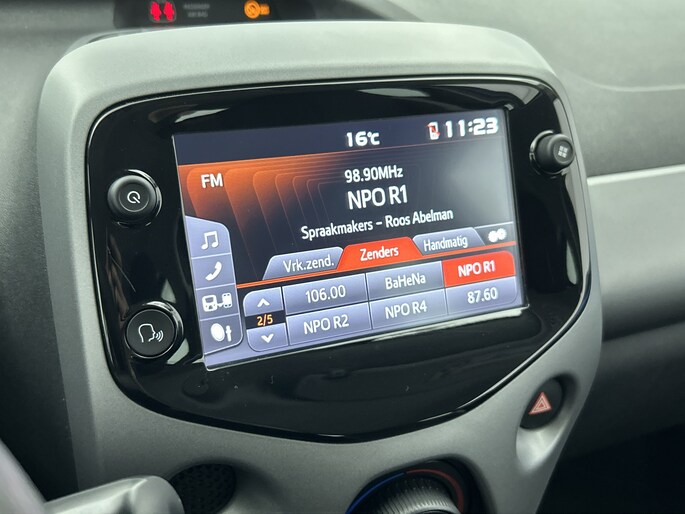 16°C
11:23
FM
98.90MHz
NPO R1
Spraakmakers – Roos Abelman
Vrk.zend.
Zenders
Handmatig
2/5
106.00
BaHeNa
NPO R1
NPO R2
NPO R4
87.60